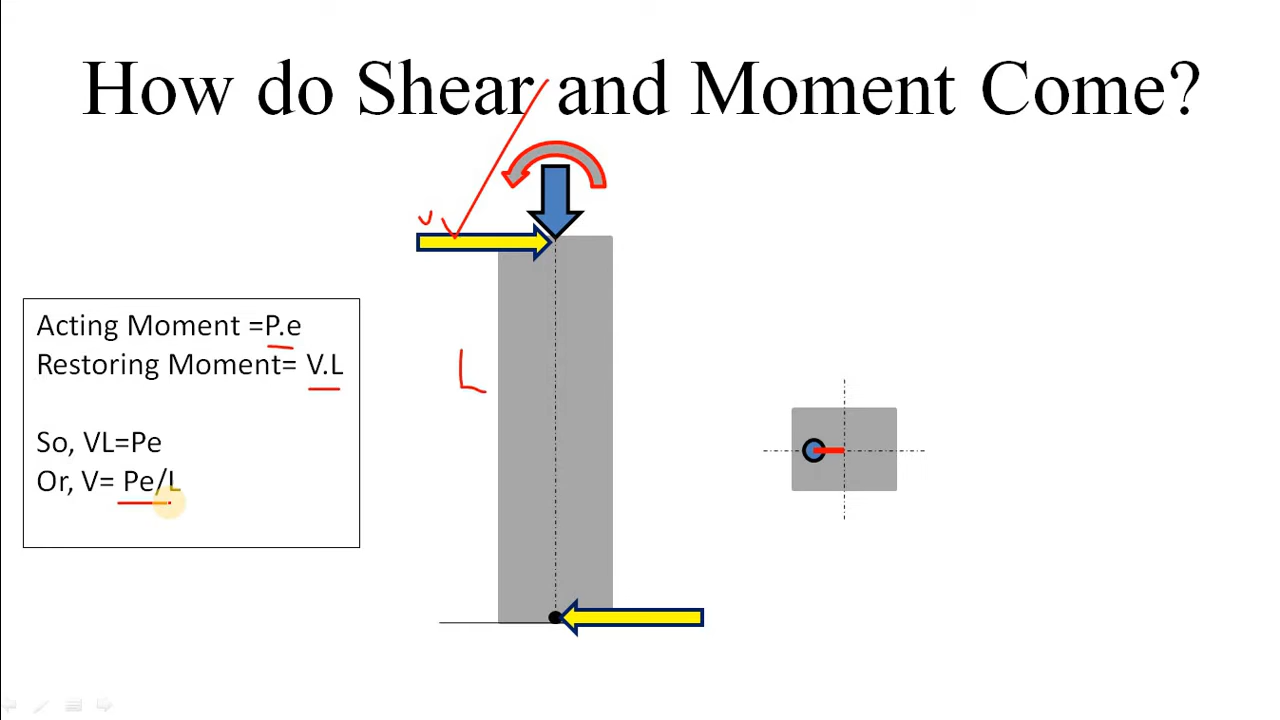 How do Shear and Moment Come?
V
L
Acting Moment =P.e
Restoring Moment= V.L
So, VL=Pe
Or, V= Pe/L